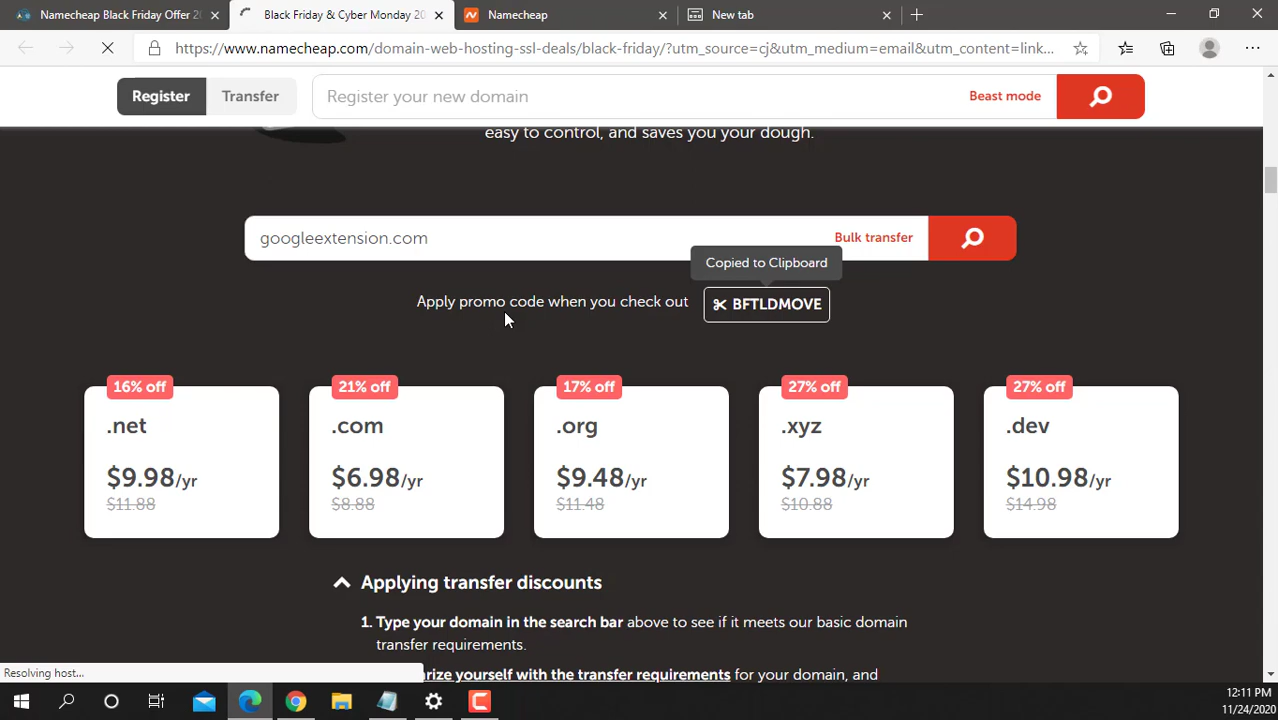 Namecheap Black Friday Offer 20
Black Friday & Cyber Monday 20
Namecheap
New tab
https://www.namecheap.com/domain-web-hosting-ssl-deals/black-friday/?utm_source=cj&utm_medium=email&utm_content=link...
Register
Transfer
Register your new domain
Beast mode
easy to control, and saves you your dough.
googleextension.com
Bulk transfer
Copied to Clipboard
Apply promo code when you check out
BFTLDMOVE
16% off
.net
$9.98/yr
$11.88
21% off
.com
$6.98/yr
$8.88
17% off
.org
$9.48/yr
$11.48
27% off
.xyz
$7.98/yr
$10.88
27% off
.dev
$10.98/yr
$14.98
Applying transfer discounts
1. Type your domain in the search bar above to see if it meets our basic domain
transfer requirements.
yourself with the transfer requirements for your domain, and
Resolving host...
12:11 PM
11/24/2020